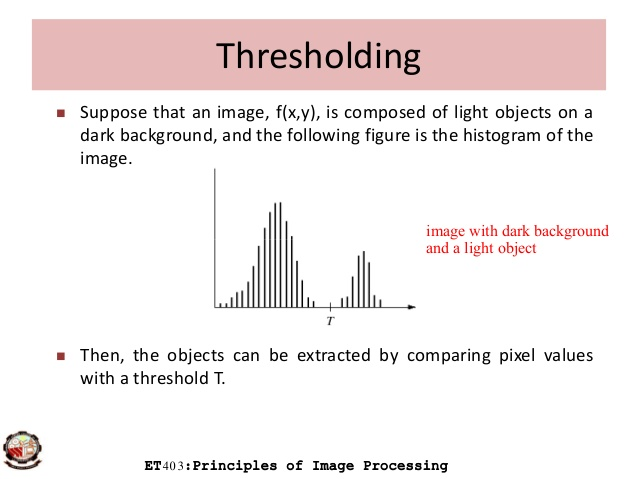 Thresholding
Suppose that an image, f(x,y), is composed of light objects on a
dark background, and the following figure is the histogram of the
image.
image with dark background
and a light object
T
Then, the objects can be extracted by comparing pixel values
with a threshold T.
ET403:Principles of Image Processing